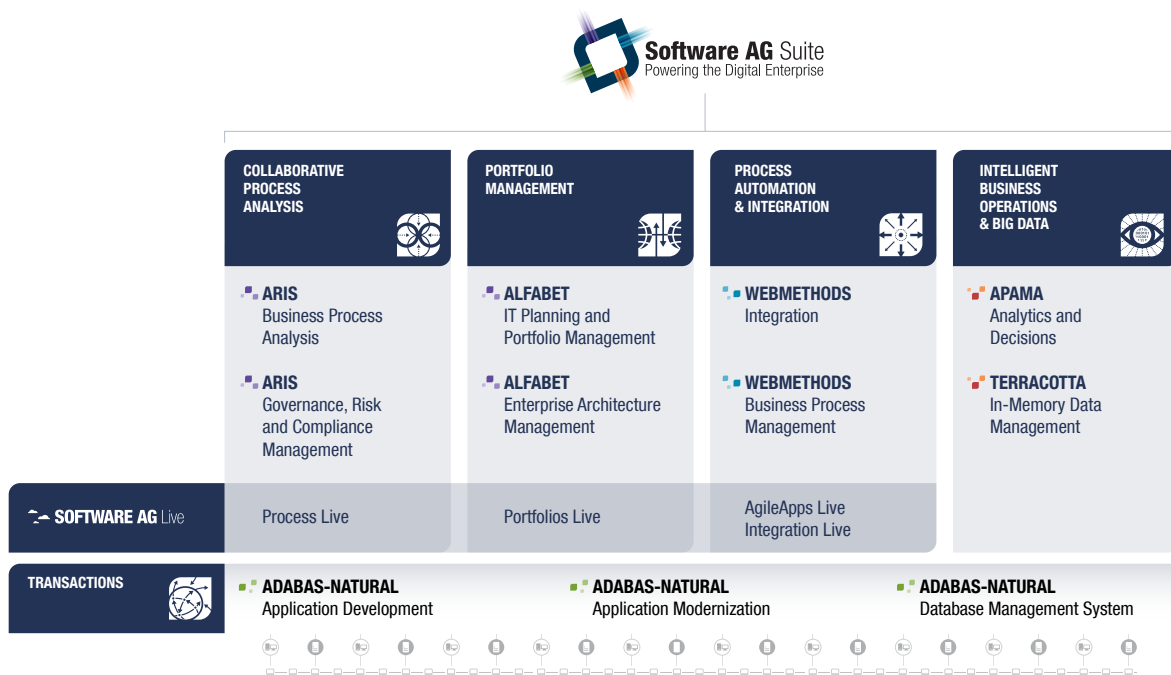 Software AG Suite
Powering the Digital Enterprise
COLLABORATIVE
PROCESS
ANALYSIS
PORTFOLIO
MANAGEMENT
PROCESS
AUTOMATION
& INTEGRATION
INTELLIGENT
BUSINESS
OPERATIONS
& BIG DATA
ARIS
Business Process
Analysis
ARIS
Governance, Risk
and Compliance
Management
ALFABET
IT Planning and
Portfolio Management
ALFABET
Enterprise Architecture
Management
WEBMETHODS
Integration
WEBMETHODS
Business Process
Management
APAMA
Analytics and
Decisions
TERRACOTTA
In-Memory Data
Management
SOFTWARE AG Live
Process Live
Portfolios Live
AgileApps Live
Integration Live
TRANSACTIONS
ADABAS-NATURAL
Application Development
ADABAS-NATURAL
Application Modernization
ADABAS-NATURAL
Database Management System